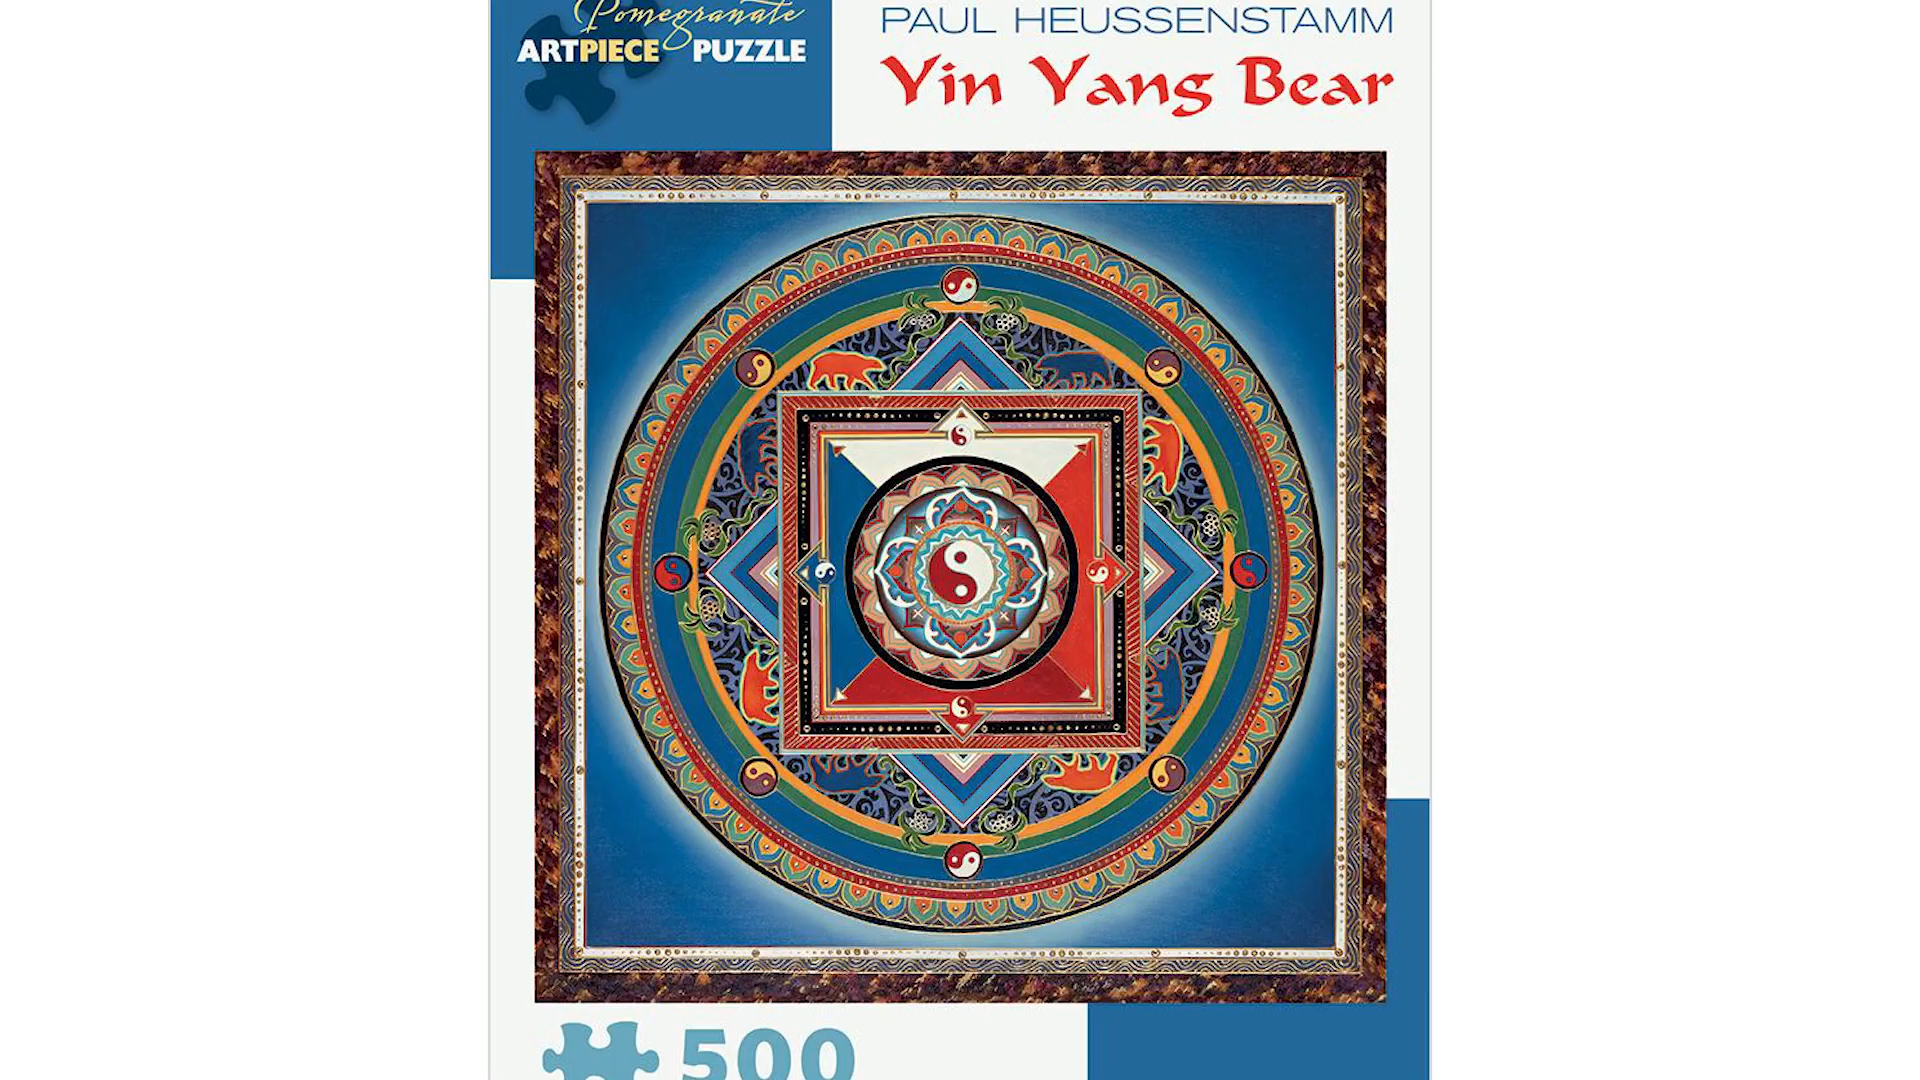 Pomegranate
ARTPIECE PUZZLE
PAUL HEUSSENSTAMM
Yin Yang Bear
500